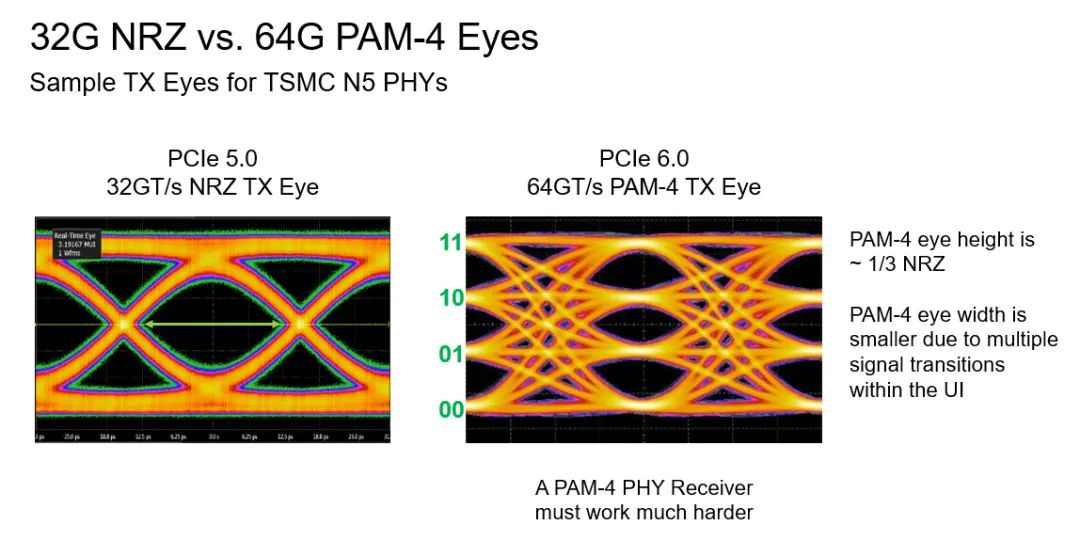 32G NRZ vs. 64G PAM-4 Eyes
Sample TX Eyes for TSMC N5 PHYs
PCIe 5.0
32GT/s NRZ TX Eye
Real-Time Eye
3.19167 MUI
1 Wfms
25.0 ps 18.8 ps 12.5 ps 6.25 ps 0.0 s 6.25 ps 12.5 ps 18.8 ps 25.0 ps
PCIe 6.0
64GT/s PAM-4 TX Eye
11
10
01
00
PAM-4 eye height is
~ 1/3 NRZ
PAM-4 eye width is
smaller due to multiple
signal transitions
within the UI
A PAM-4 PHY Receiver
must work much harder